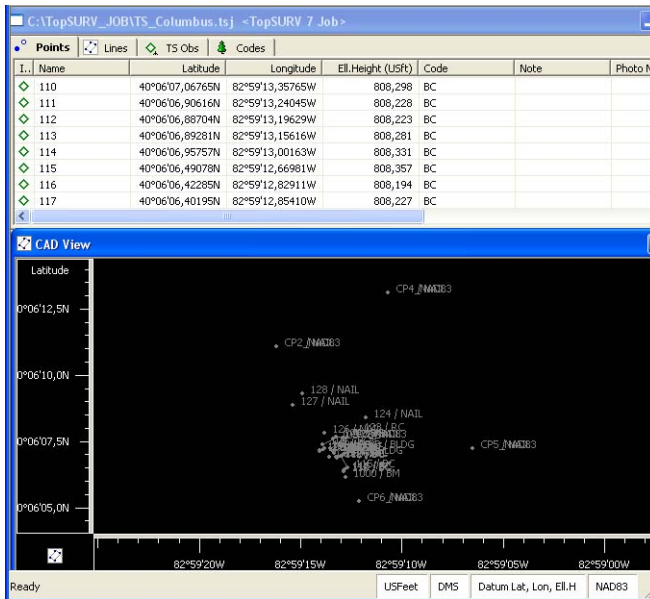 C:\TopSURV_JOB\TS_Columbus.tsj <TopSURV 7 Job>
Points Lines TS Obs Codes
I.. Name Latitude Longitude Ell.Height (USft) Code Note Photo N
110 40°06'07,06765N 82°59'13,35765W 808,298 BC
111 40°06'06,90616N 82°59'13,24045W 808,228 BC
112 40°06'06,88704N 82°59'13,19629W 808,223 BC
113 40°06'06,89281N 82°59'13,15616W 808,281 BC
114 40°06'06,95757N 82°59'13,00163W 808,331 BC
115 40°06'06,49078N 82°59'12,66981W 808,357 BC
116 40°06'06,42285N 82°59'12,82911W 808,194 BC
117 40°06'06,40195N 82°59'12,85410W 808,227 BC
CAD View
Latitude
0°06'12,5N
0°06'10,0N
0°06'07,5N
0°06'05,0N
CP4
CP2
128 / NAIL
127 / NAIL
124 / NAIL
CP5
1000 / BM
CP6
82°59'20W 82°59'15W 82°59'10W 82°59'05W 82°59'00W
Ready USFeet DMS Datum Lat, Lon, Ell.H NAD83